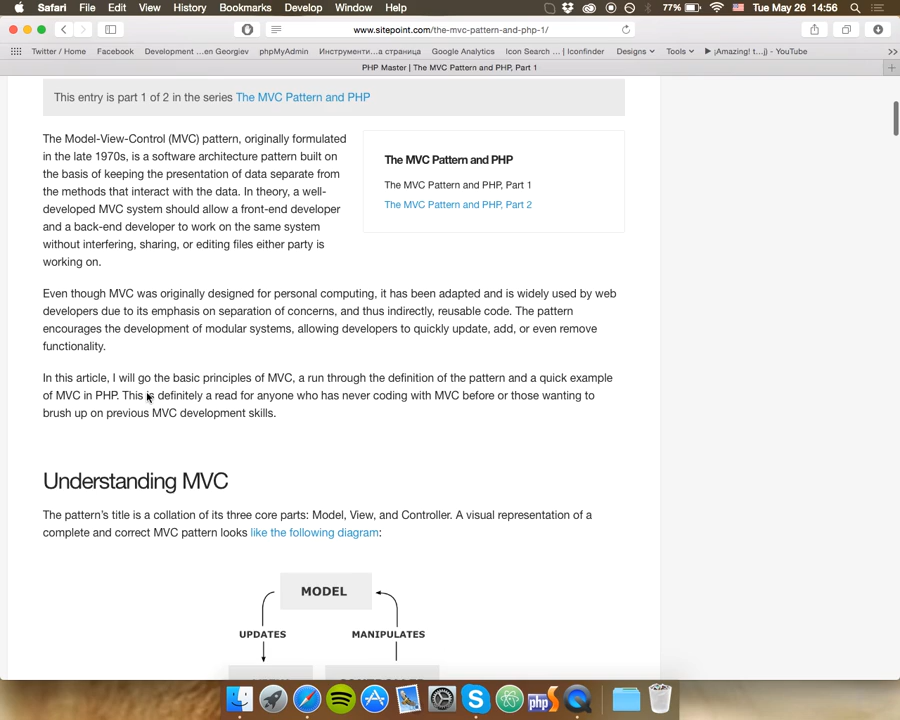 Safari File Edit View History Bookmarks Develop Window Help 77% Tue May 26 14:56
www.sitepoint.com/the-mvc-pattern-and-php-1/
Twitter / Home Facebook Development ...en Georgiev phpMyAdmin Инструменти...а страница Google Analytics Icon Search ... | Iconfinder Designs Tools ¡Amazing! t...j) - YouTube
PHP Master | The MVC Pattern and PHP, Part 1
This entry is part 1 of 2 in the series The MVC Pattern and PHP
The Model-View-Control (MVC) pattern, originally formulated
in the late 1970s, is a software architecture pattern built on
the basis of keeping the presentation of data separate from
the methods that interact with the data. In theory, a well-
developed MVC system should allow a front-end developer
and a back-end developer to work on the same system
without interfering, sharing, or editing files either party is
working on.
The MVC Pattern and PHP
The MVC Pattern and PHP, Part 1
The MVC Pattern and PHP, Part 2
Even though MVC was originally designed for personal computing, it has been adapted and is widely used by web
developers due to its emphasis on separation of concerns, and thus indirectly, reusable code. The pattern
encourages the development of modular systems, allowing developers to quickly update, add, or even remove
functionality.
In this article, I will go the basic principles of MVC, a run through the definition of the pattern and a quick example
of MVC in PHP. This is definitely a read for anyone who has never coding with MVC before or those wanting to
brush up on previous MVC development skills.
Understanding MVC
The pattern's title is a collation of its three core parts: Model, View, and Controller. A visual representation of a
complete and correct MVC pattern looks like the following diagram:
MODEL
UPDATES MANIPULATES
php